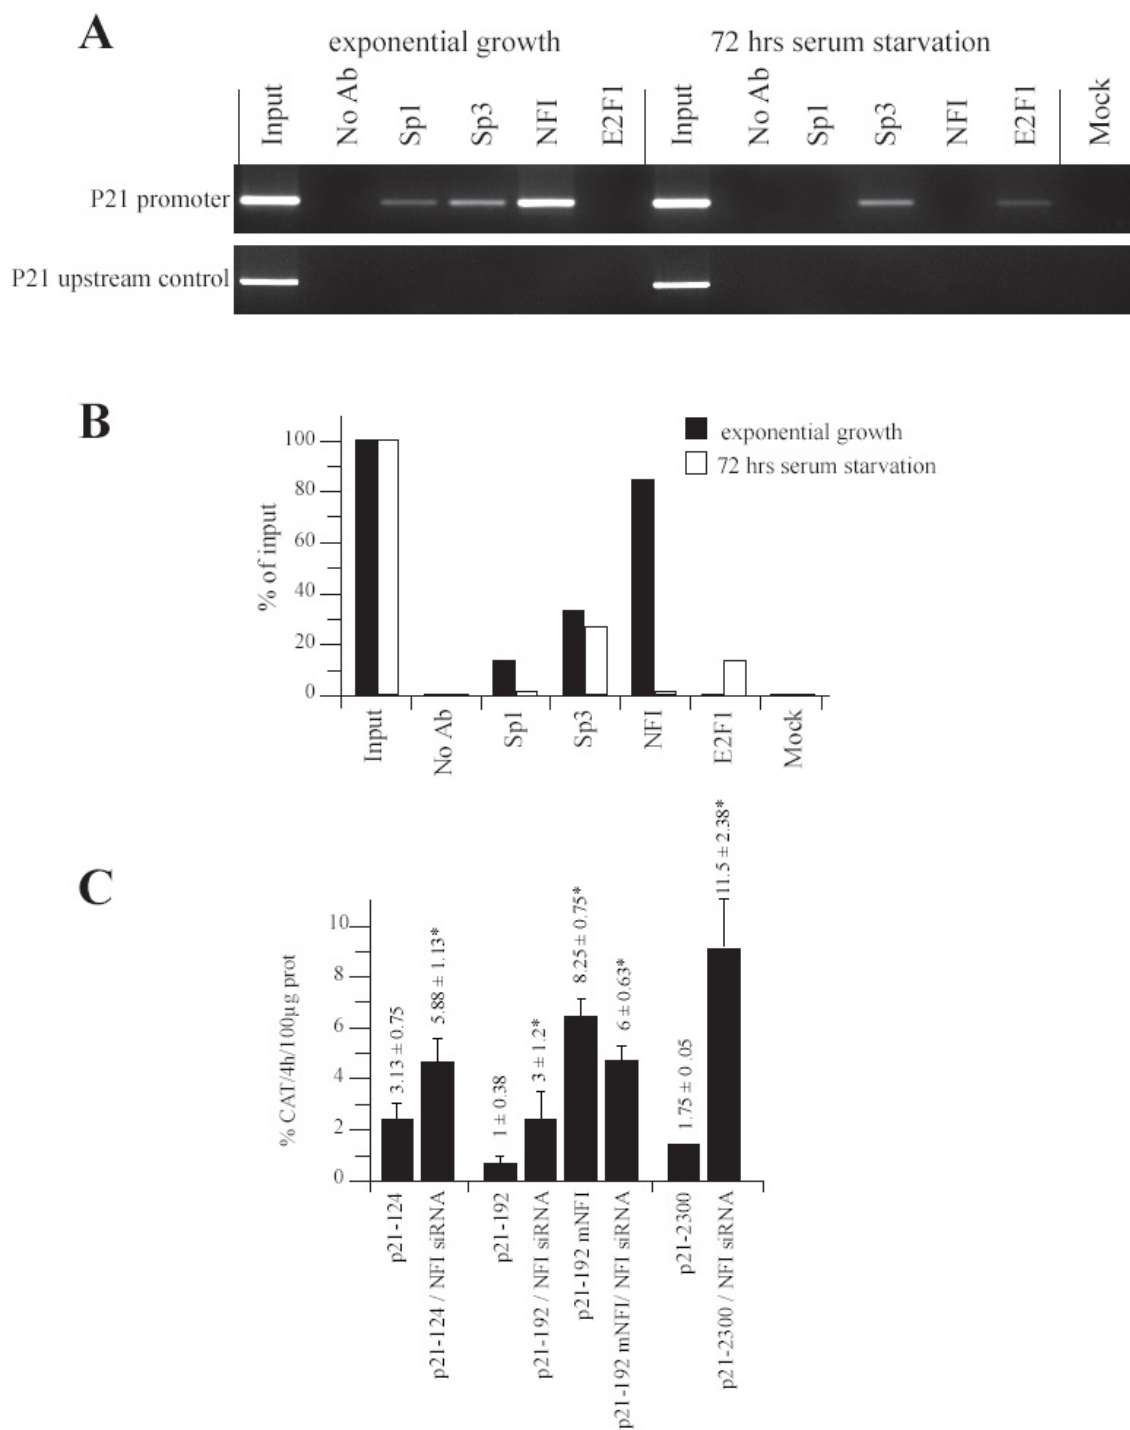 A
exponential growth 72 hrs serum starvation
Input No Ab Sp1 Sp3 NFI E2F1 Input No Ab Sp1 Sp3 NFI E2F1 Mock
P21 promoter
P21 upstream control
B
exponential growth
72 hrs serum starvation
% of input
100
80
60
40
20
0
Input No Ab Sp1 Sp3 NFI E2F1 Mock
C
% CAT/4h/100µg prot
10
8
6
4
2
0
3.13 ± 0.75
5.88 ± 1.13*
1 ± 0.38
3 ± 1.2*
8.25 ± 0.75*
6 ± 0.63*
1.75 ± 0 .05
11.5 ± 2.38*
p21-124
p21-124 / NFI siRNA
p21-192
p21-192 / NFI siRNA
p21-192 mNFI
p21-192 mNFI/ NFI siRNA
p21-2300
p21-2300 / NFI siRNA